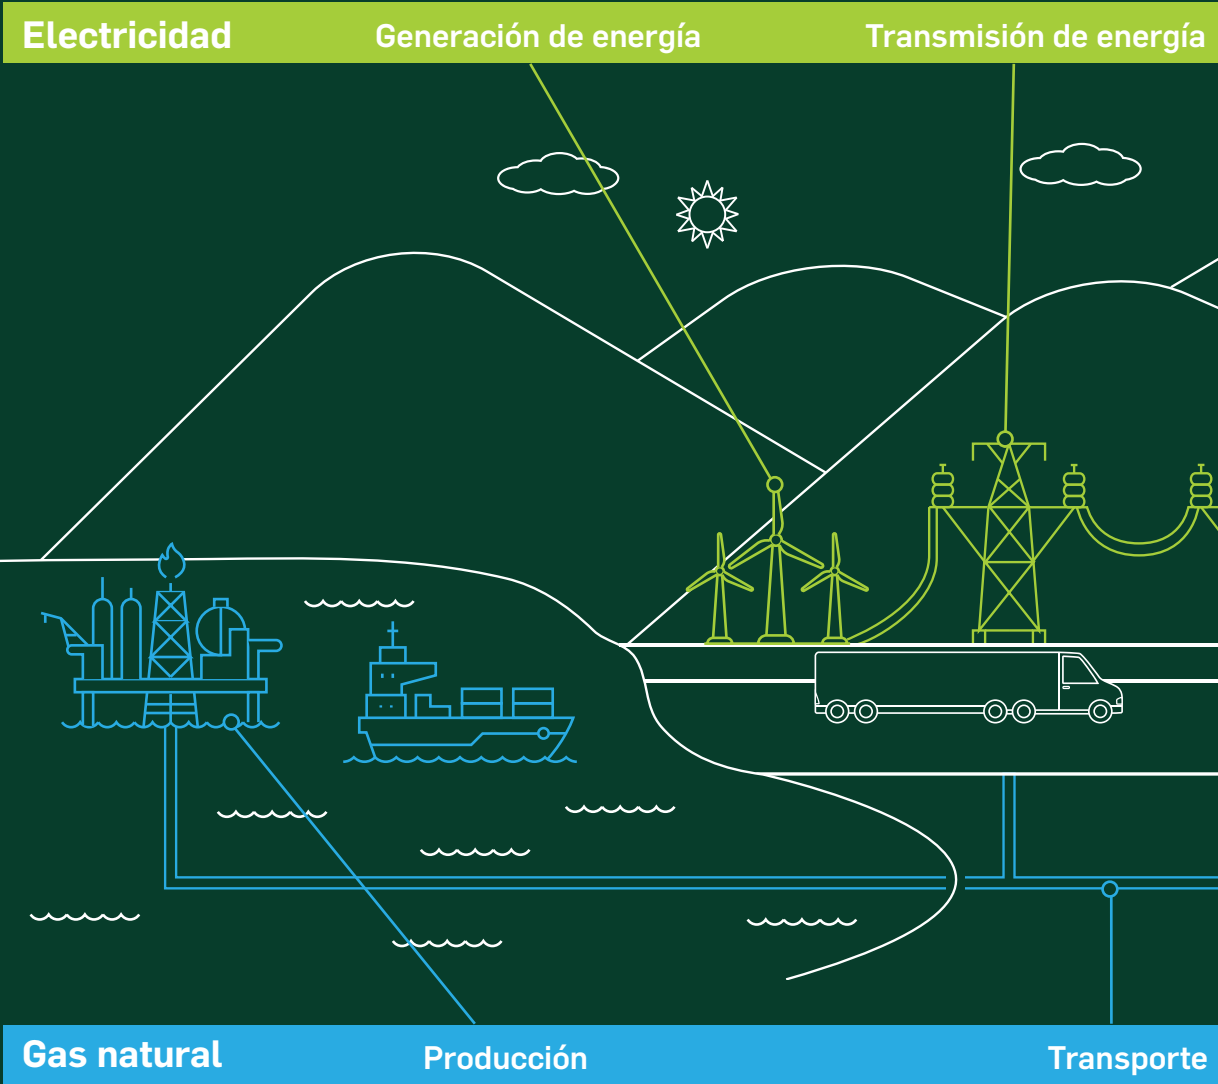 Electricidad
Generación de energía
Transmisión de energía
Gas natural
Producción
Transporte